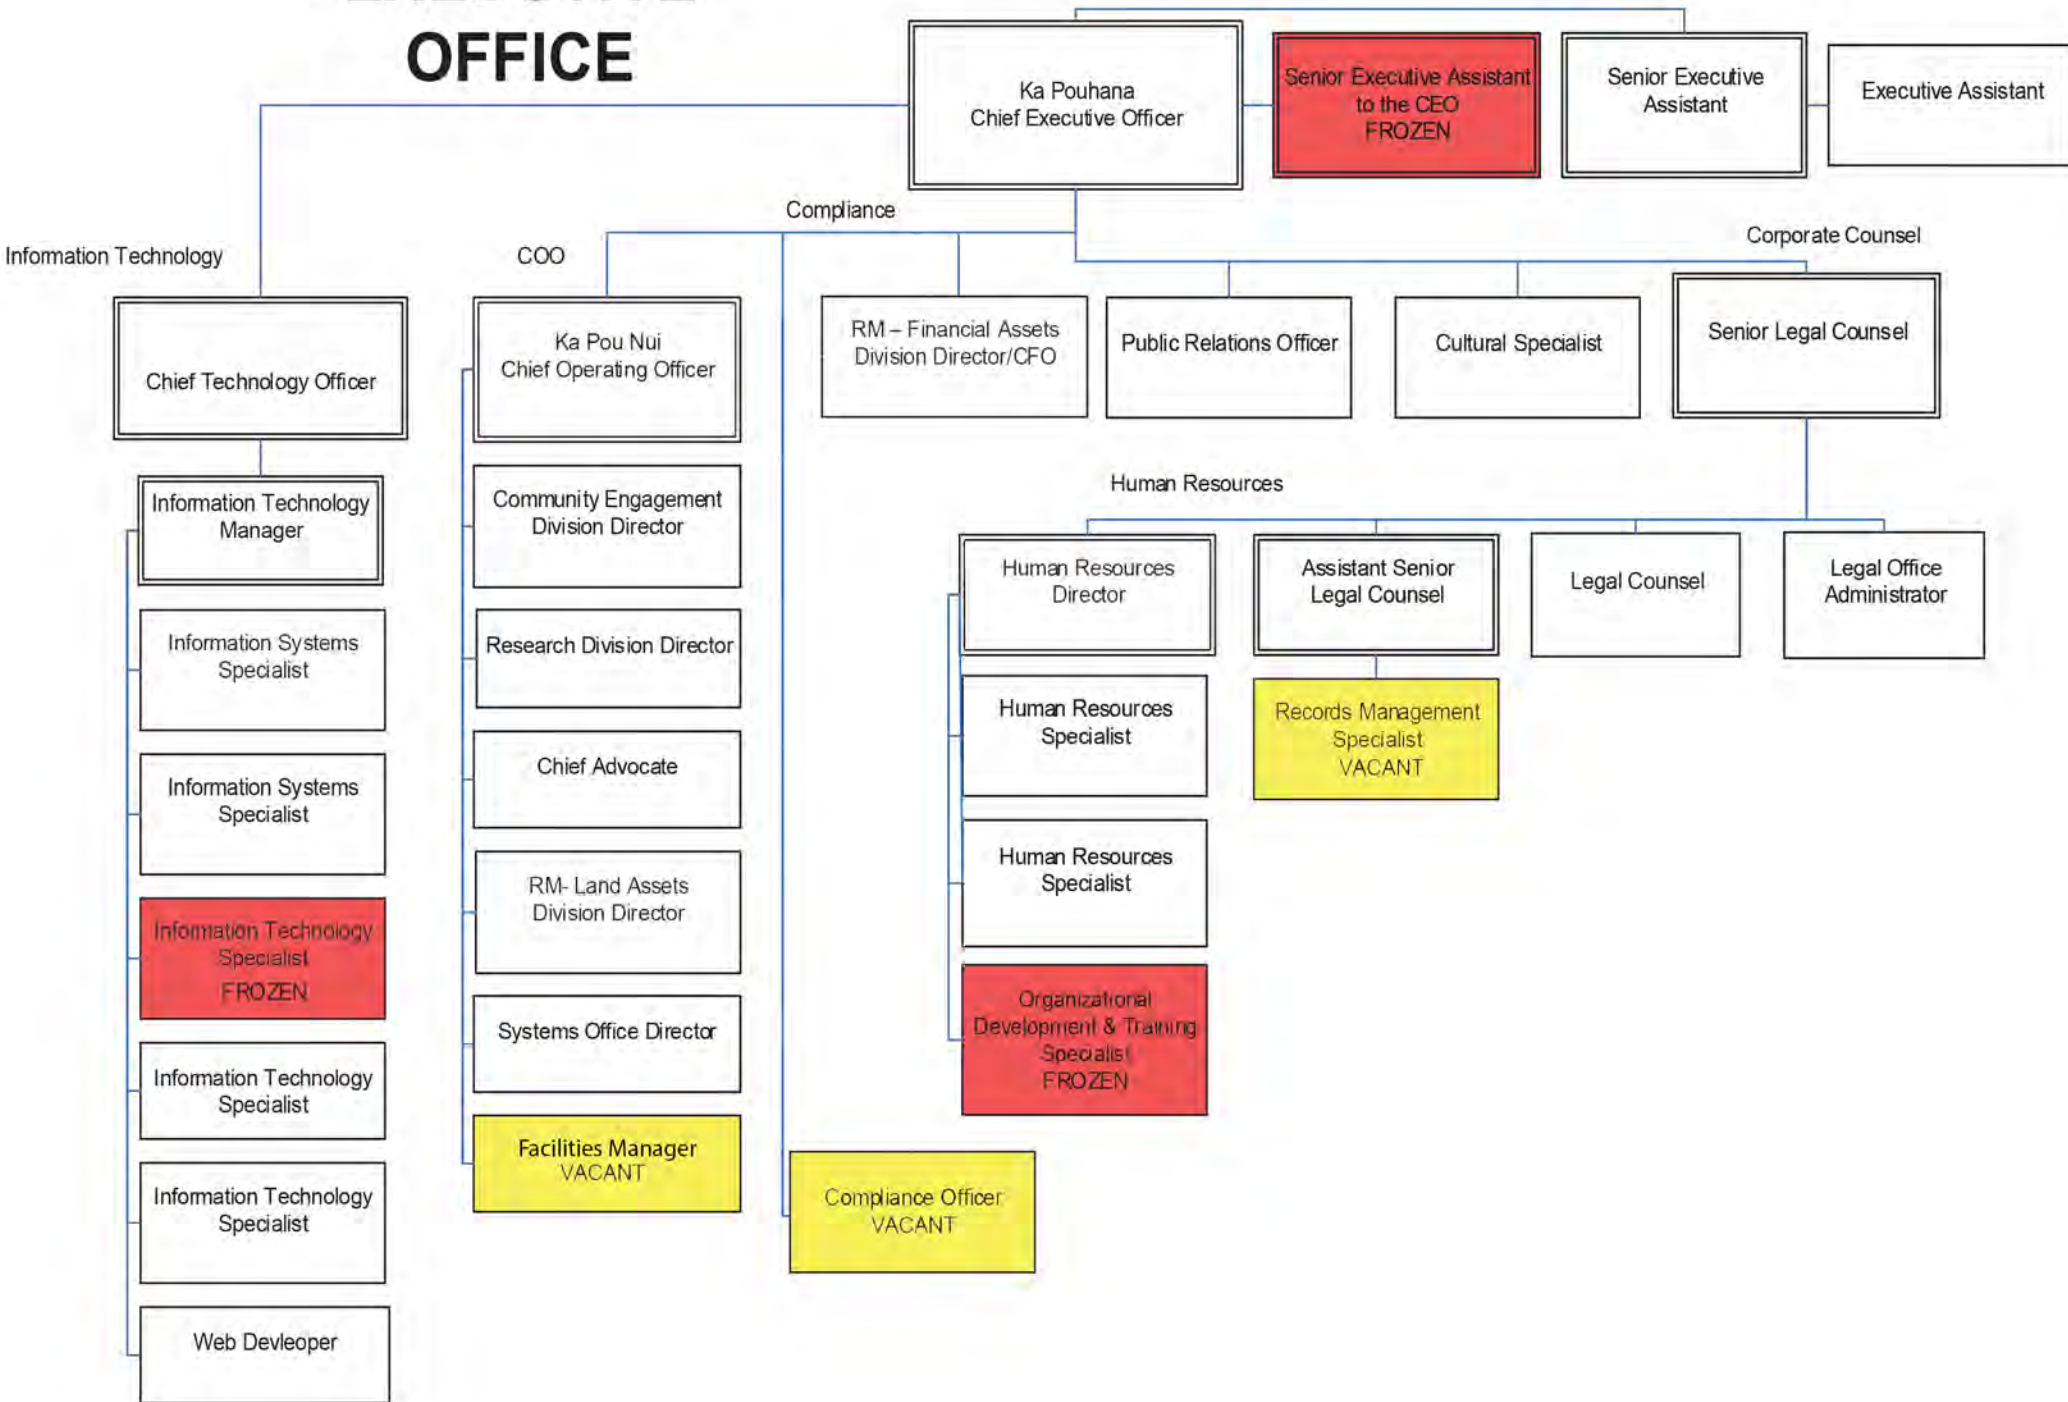 OFFICE
Ka Pouhana
Chief Executive Officer
Senior Executive Assistant
to the CEO
FROZEN
Senior Executive
Assistant
Executive Assistant
Compliance
Information Technology
COO
Corporate Counsel
Chief Technology Officer
Ka Pou Nui
Chief Operating Officer
RM – Financial Assets
Division Director/CFO
Public Relations Officer
Cultural Specialist
Senior Legal Counsel
Information Technology
Manager
Community Engagement
Division Director
Human Resources
Human Resources
Director
Assistant Senior
Legal Counsel
Legal Counsel
Legal Office
Administrator
Information Systems
Specialist
Research Division Director
Human Resources
Specialist
Records Management
Specialist
VACANT
Information Systems
Specialist
Chief Advocate
Human Resources
Specialist
Information Technology
Specialist
FROZEN
RM- Land Assets
Division Director
Organizational
Development & Training
Specialist
FROZEN
Information Technology
Specialist
Systems Office Director
Facilities Manager
VACANT
Compliance Officer
VACANT
Information Technology
Specialist
Web Devleoper